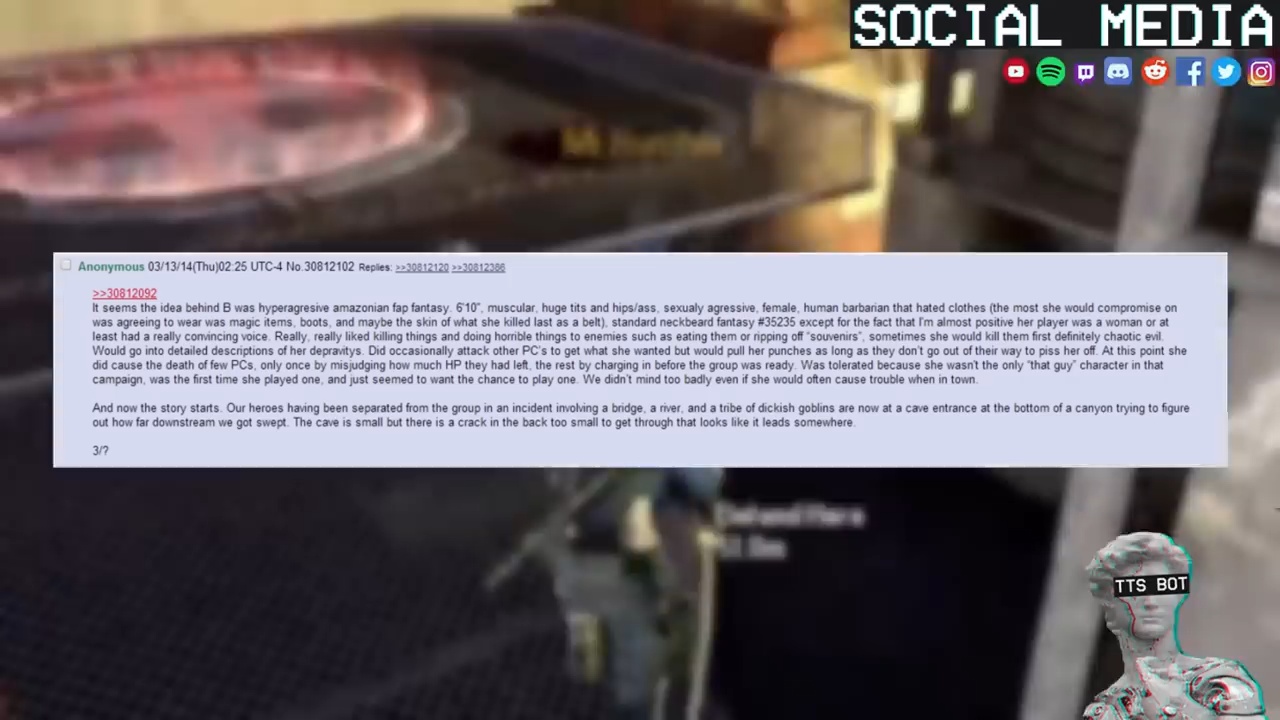 SOCIAL MEDIA
Anonymous 03/13/14(Thu)02:25 UTC-4 No.30812102 Replies: >>30812120 >>30812386
>>30812092
It seems the idea behind B was hyperagresive amazonian fap fantasy. 6'10", muscular, huge tits and hips/ass, sexualy agressive, female, human barbarian that hated clothes (the most she would compromise on
was agreeing to wear was magic items, boots, and maybe the skin of what she killed last as a belt), standard neckbeard fantasy #35235 except for the fact that I'm almost positive her player was a woman or at
least had a really convincing voice. Really, really liked killing things and doing horrible things to enemies such as eating them or ripping off "souvenirs", sometimes she would kill them first definitely chaotic evil.
Would go into detailed descriptions of her depravitys. Did occasionally attack other PC's to get what she wanted but would pull her punches as long as they don't go out of their way to piss her off. At this point she
did cause the death of few PCs, only once by misjudging how much HP they had left, the rest by charging in before the group was ready. Was tolerated because she wasn't the only "that guy" character in that
campaign, was the first time she played one, and just seemed to want the chance to play one. We didn't mind too badly even if she would often cause trouble when in town.
And now the story starts. Our heroes having been separated from the group in an incident involving a bridge, a river, and a tribe of dickish goblins are now at a cave entrance at the bottom of a canyon trying to figure
out how far downstream we got swept. The cave is small but there is a crack in the back too small to get through that looks like it leads somewhere.
3/?
Defend Here
TTS BOT